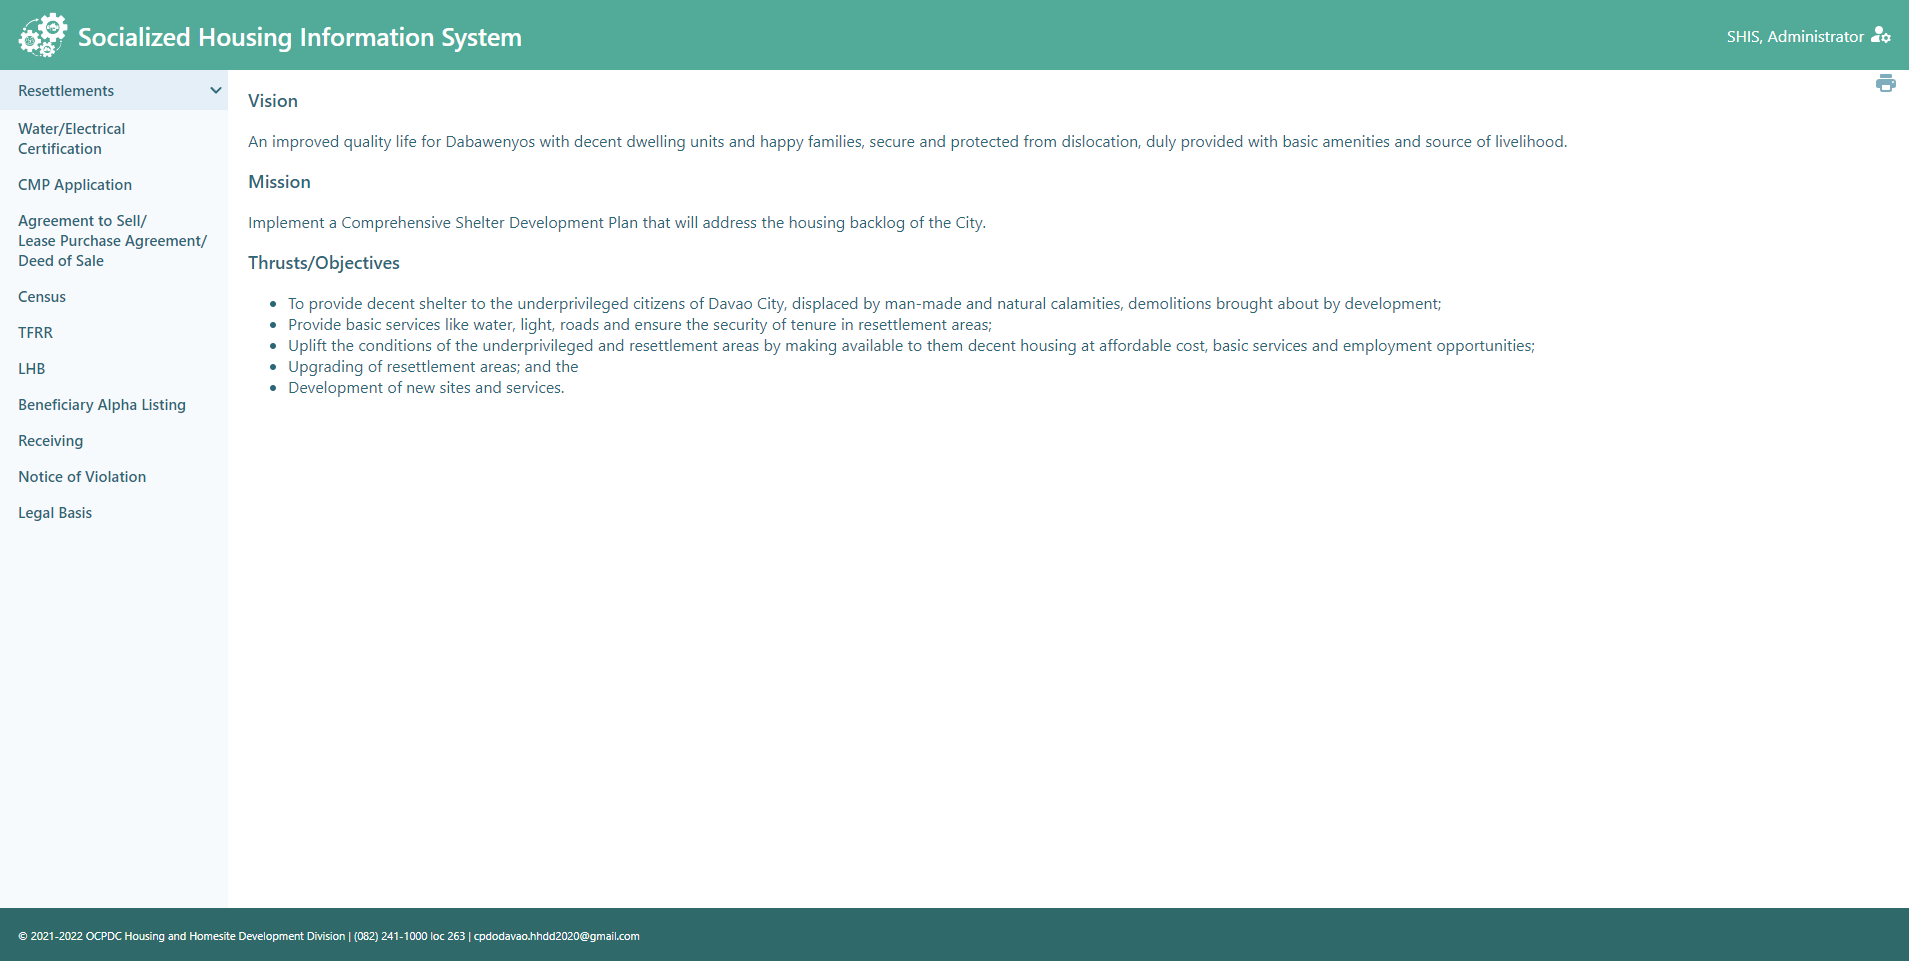 Socialized Housing Information System
SHIS, Administrator
Resettlements
Water/Electrical
Certification
CMP Application
Agreement to Sell/
Lease Purchase Agreement/
Deed of Sale
Census
TFRR
LHB
Beneficiary Alpha Listing
Receiving
Notice of Violation
Legal Basis
Vision
An improved quality life for Dabawenyos with decent dwelling units and happy families, secure and protected from dislocation, duly provided with basic amenities and source of livelihood.
Mission
Implement a Comprehensive Shelter Development Plan that will address the housing backlog of the City.
Thrusts/Objectives
• To provide decent shelter to the underprivileged citizens of Davao City, displaced by man-made and natural calamities, demolitions brought about by development;
• Provide basic services like water, light, roads and ensure the security of tenure in resettlement areas;
• Uplift the conditions of the underprivileged and resettlement areas by making available to them decent housing at affordable cost, basic services and employment opportunities;
• Upgrading of resettlement areas; and the
• Development of new sites and services.
© 2021-2022 OCPDC Housing and Homesite Development Division | (082) 241-1000 loc 263 | cpdodavao.hhdd2020@gmail.com